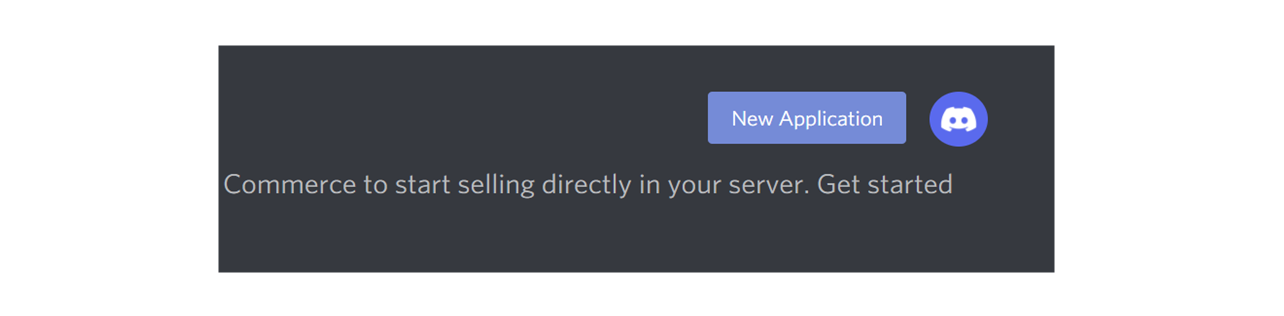 New Application
Commerce to start selling directly in your server. Get started